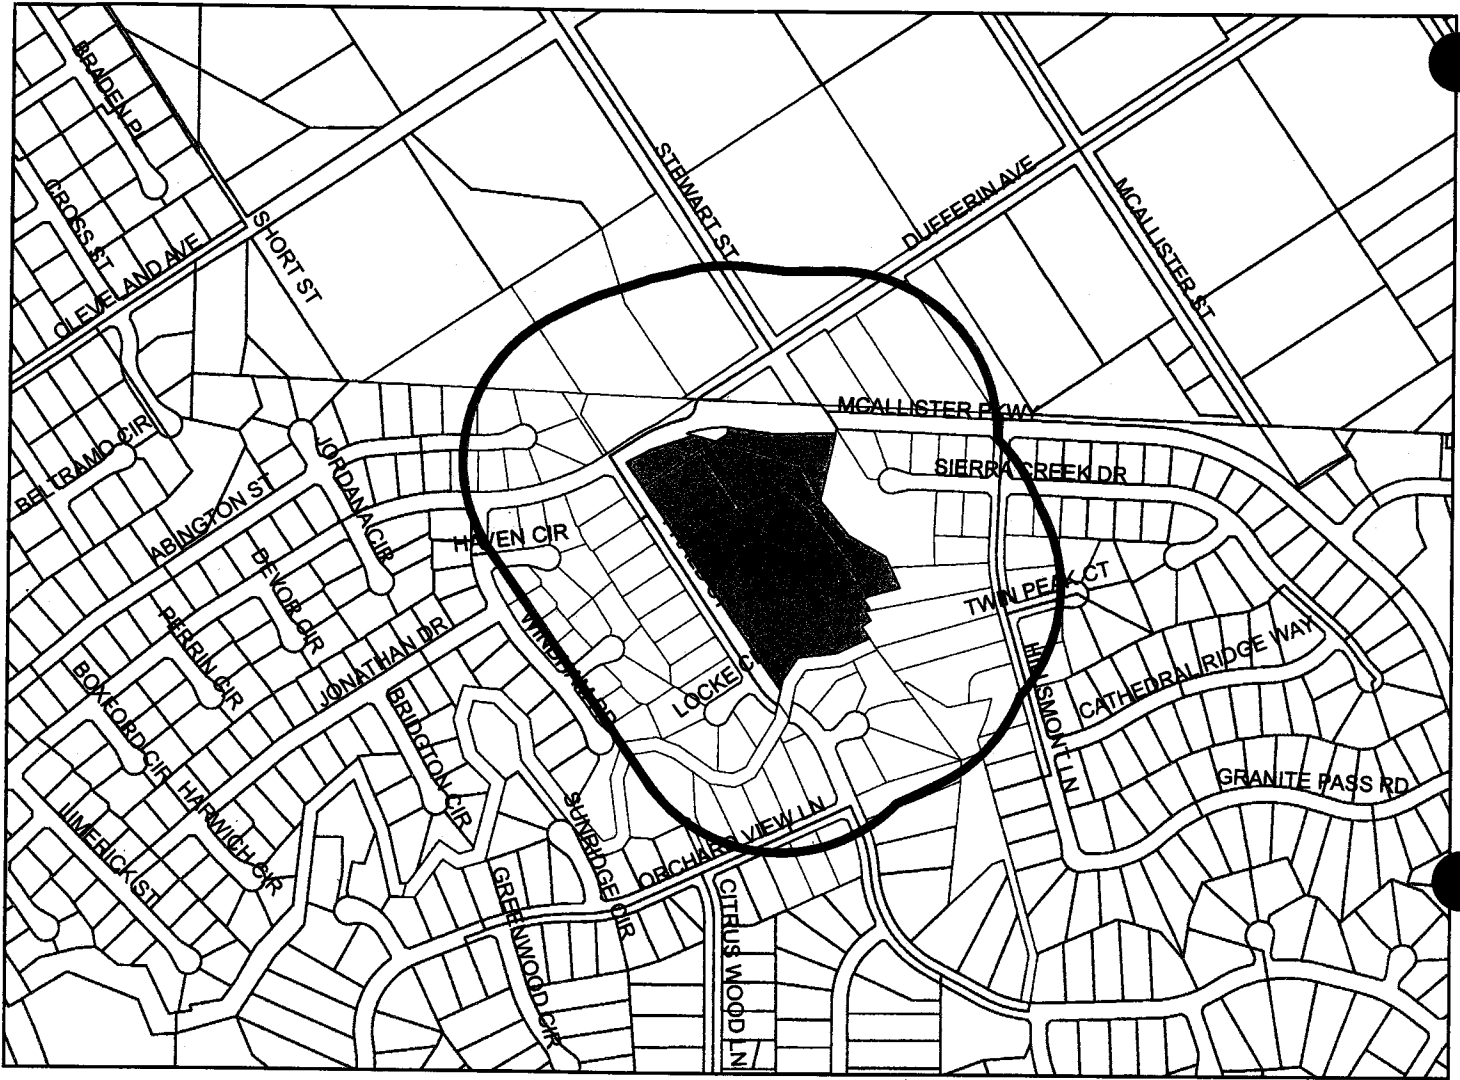 BRADEN PL
CROSS ST
CLEVELAND AVE
SHORT ST
STEWART ST
DUFFERIN AVE
MCALLISTER ST
MCALLISTER PKWY
BELTRAMO CIR
ABINGTON ST
JORDANA CIR
HAVEN CIR
SIERRA CREEK DR
TWIN PEAK CT
DEVOR CIR
PERRIN CIR
JONATHAN DR
LOCKE
HILLSMONT LN
CATHEDRAL RIDGE WAY
BOXFORD CIR
BRIDGTON CIR
GRANITE PASS RD
HARWICH CIR
LIMERICK ST
SUNRIDGE CIR
ORCHARD VIEW LN
GREENWOOD CIR
CITRUS WOOD LN